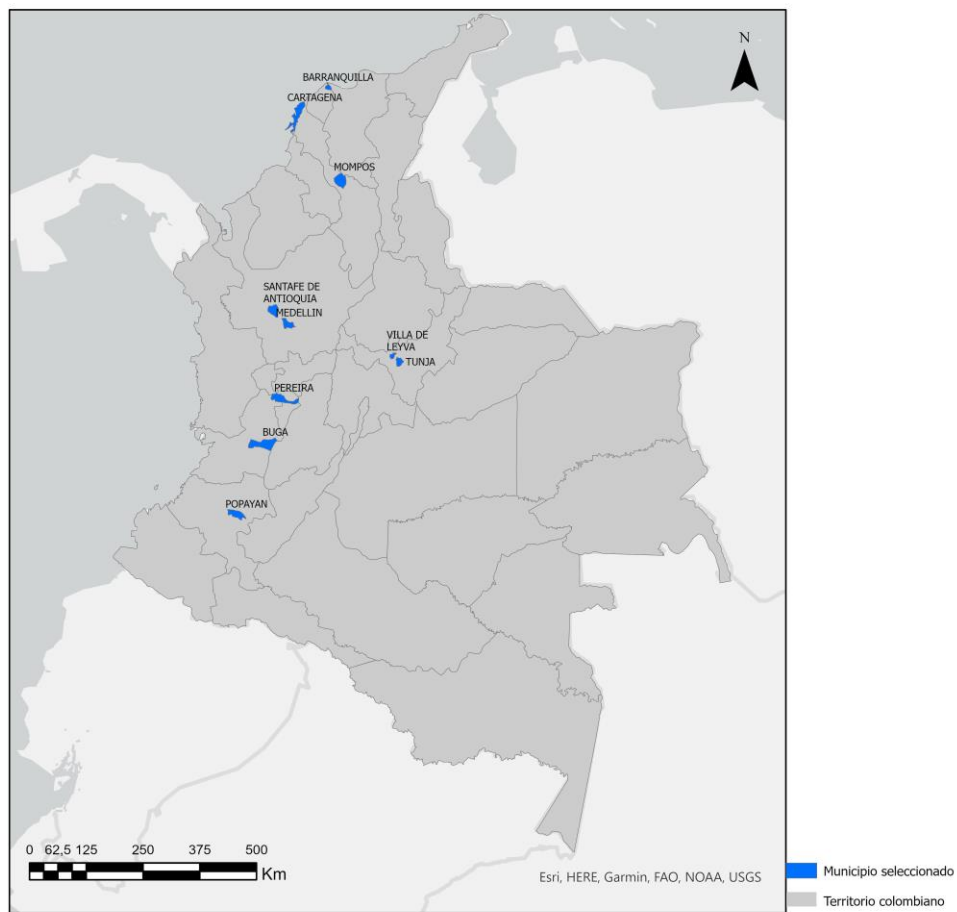 N
BARRANQUILLA
CARTAGENA
MOMPOS
SANTAFE DE
ANTIOQUIA
MEDELLIN
VILLA DE
LEYVA
TUNJA
PEREIRA
BUGA
POPAYAN
0 62,5 125 250 375 500
Km
Esri, HERE, Garmin, FAO, NOAA, USGS
Municipio seleccionado
Territorio colombiano